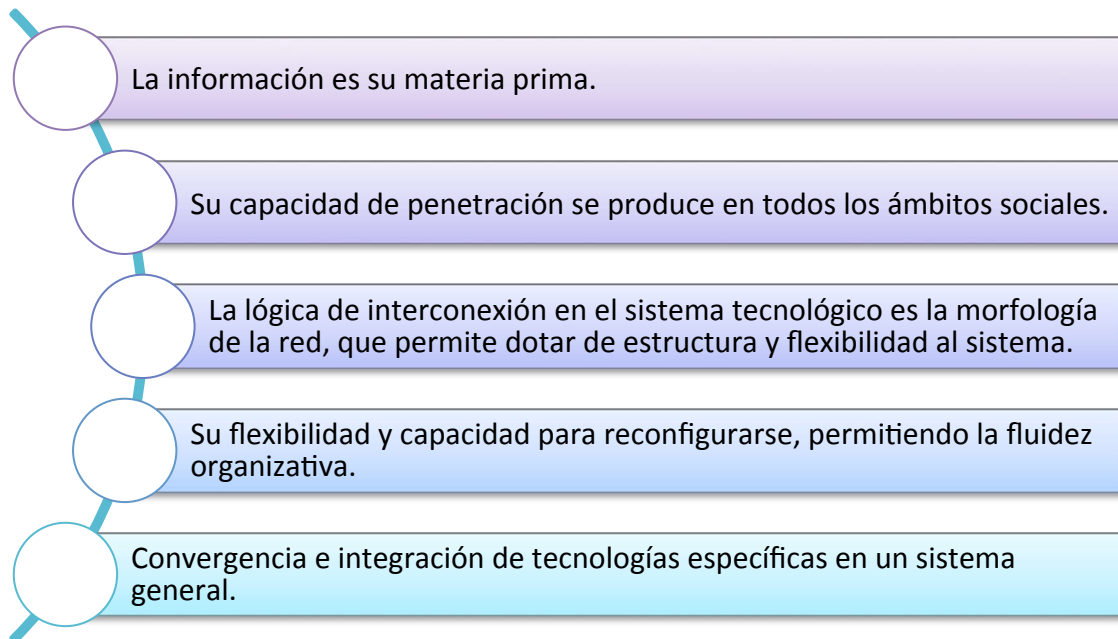 La información es su materia prima.
Su capacidad de penetración se produce en todos los ámbitos sociales.
La lógica de interconexión en el sistema tecnológico es la morfología
de la red, que permite dotar de estructura y flexibilidad al sistema.
Su flexibilidad y capacidad para reconfigurarse, permitiendo la fluidez
organizativa.
Convergencia e integración de tecnologías específicas en un sistema
general.